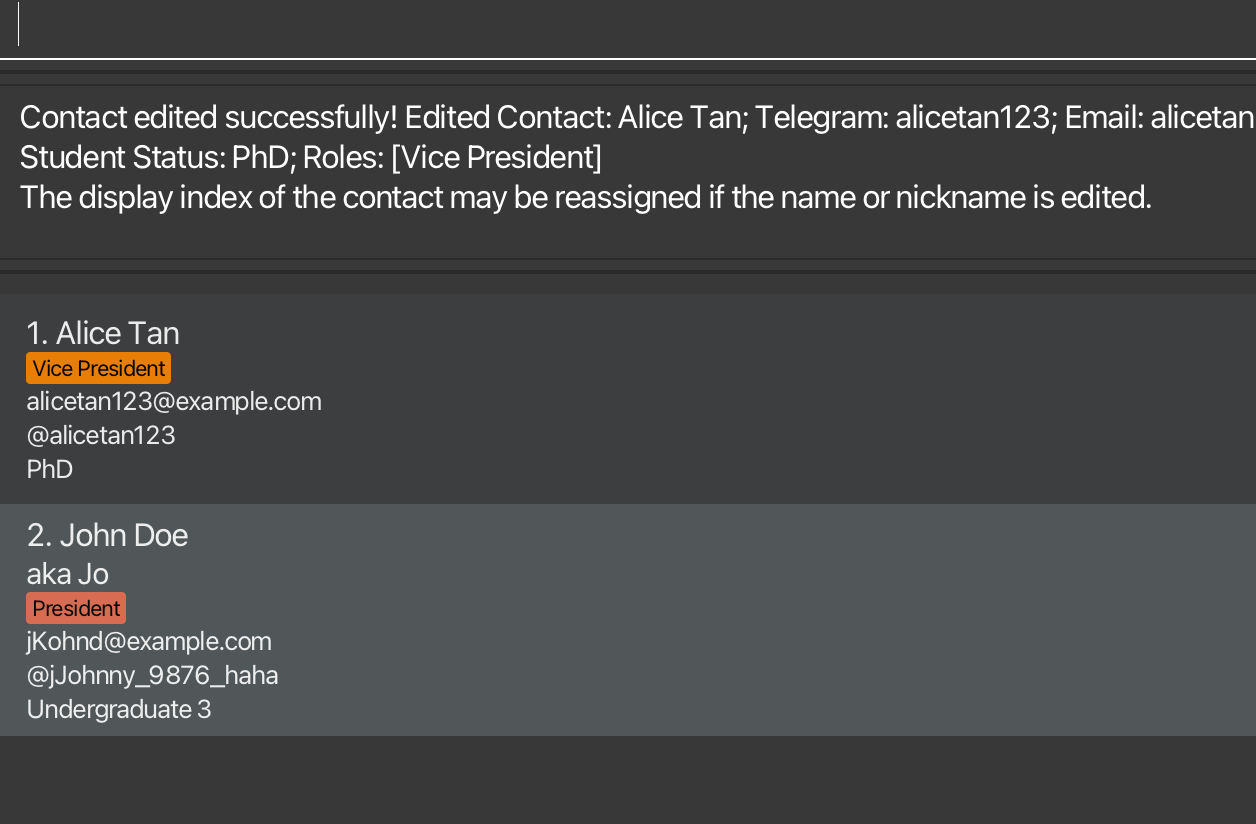 Contact edited successfully! Edited Contact: Alice Tan; Telegram: alicetan123; Email: alicetan
Student Status: PhD; Roles: [Vice President]
The display index of the contact may be reassigned if the name or nickname is edited.
1. Alice Tan
Vice President
alicetan123@example.com
@alicetan123
PhD
2. John Doe
aka Jo
President
jKohnd@example.com
@jJohnny_9876_haha
Undergraduate 3